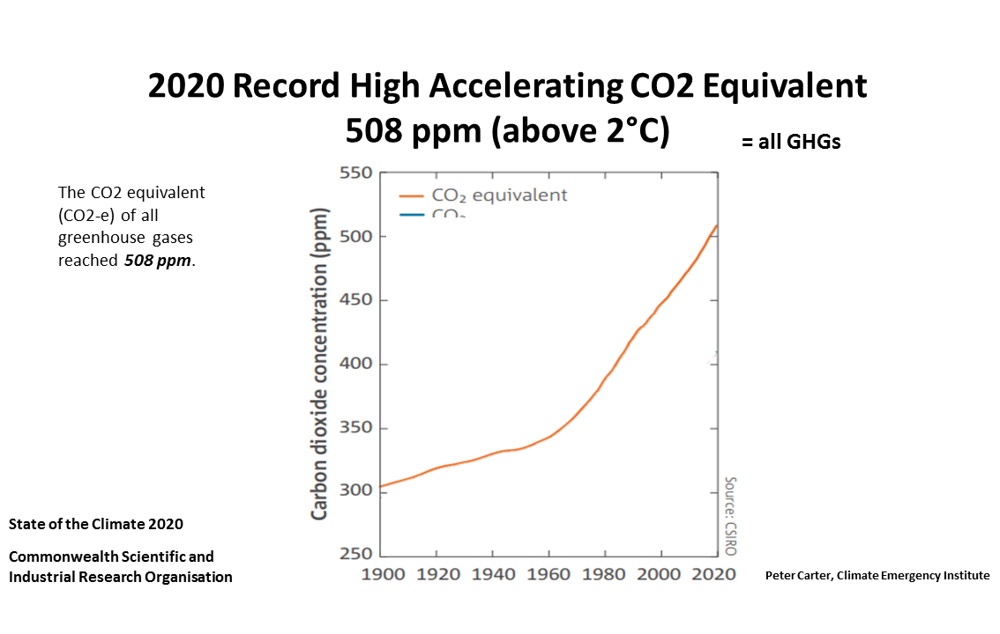 2020 Record High Accelerating CO2 Equivalent
508 ppm (above 2°C)
= all GHGs
The CO2 equivalent
(CO2-e) of all
greenhouse gases
reached 508 ppm.
CO₂ equivalent
Carbon dioxide concentration (ppm)
550
500
450
400
350
300
250
1900 1920 1940 1960 1980 2000 2020
Source: CSIRO
State of the Climate 2020
Commonwealth Scientific and
Industrial Research Organisation
Peter Carter, Climate Emergency Institute